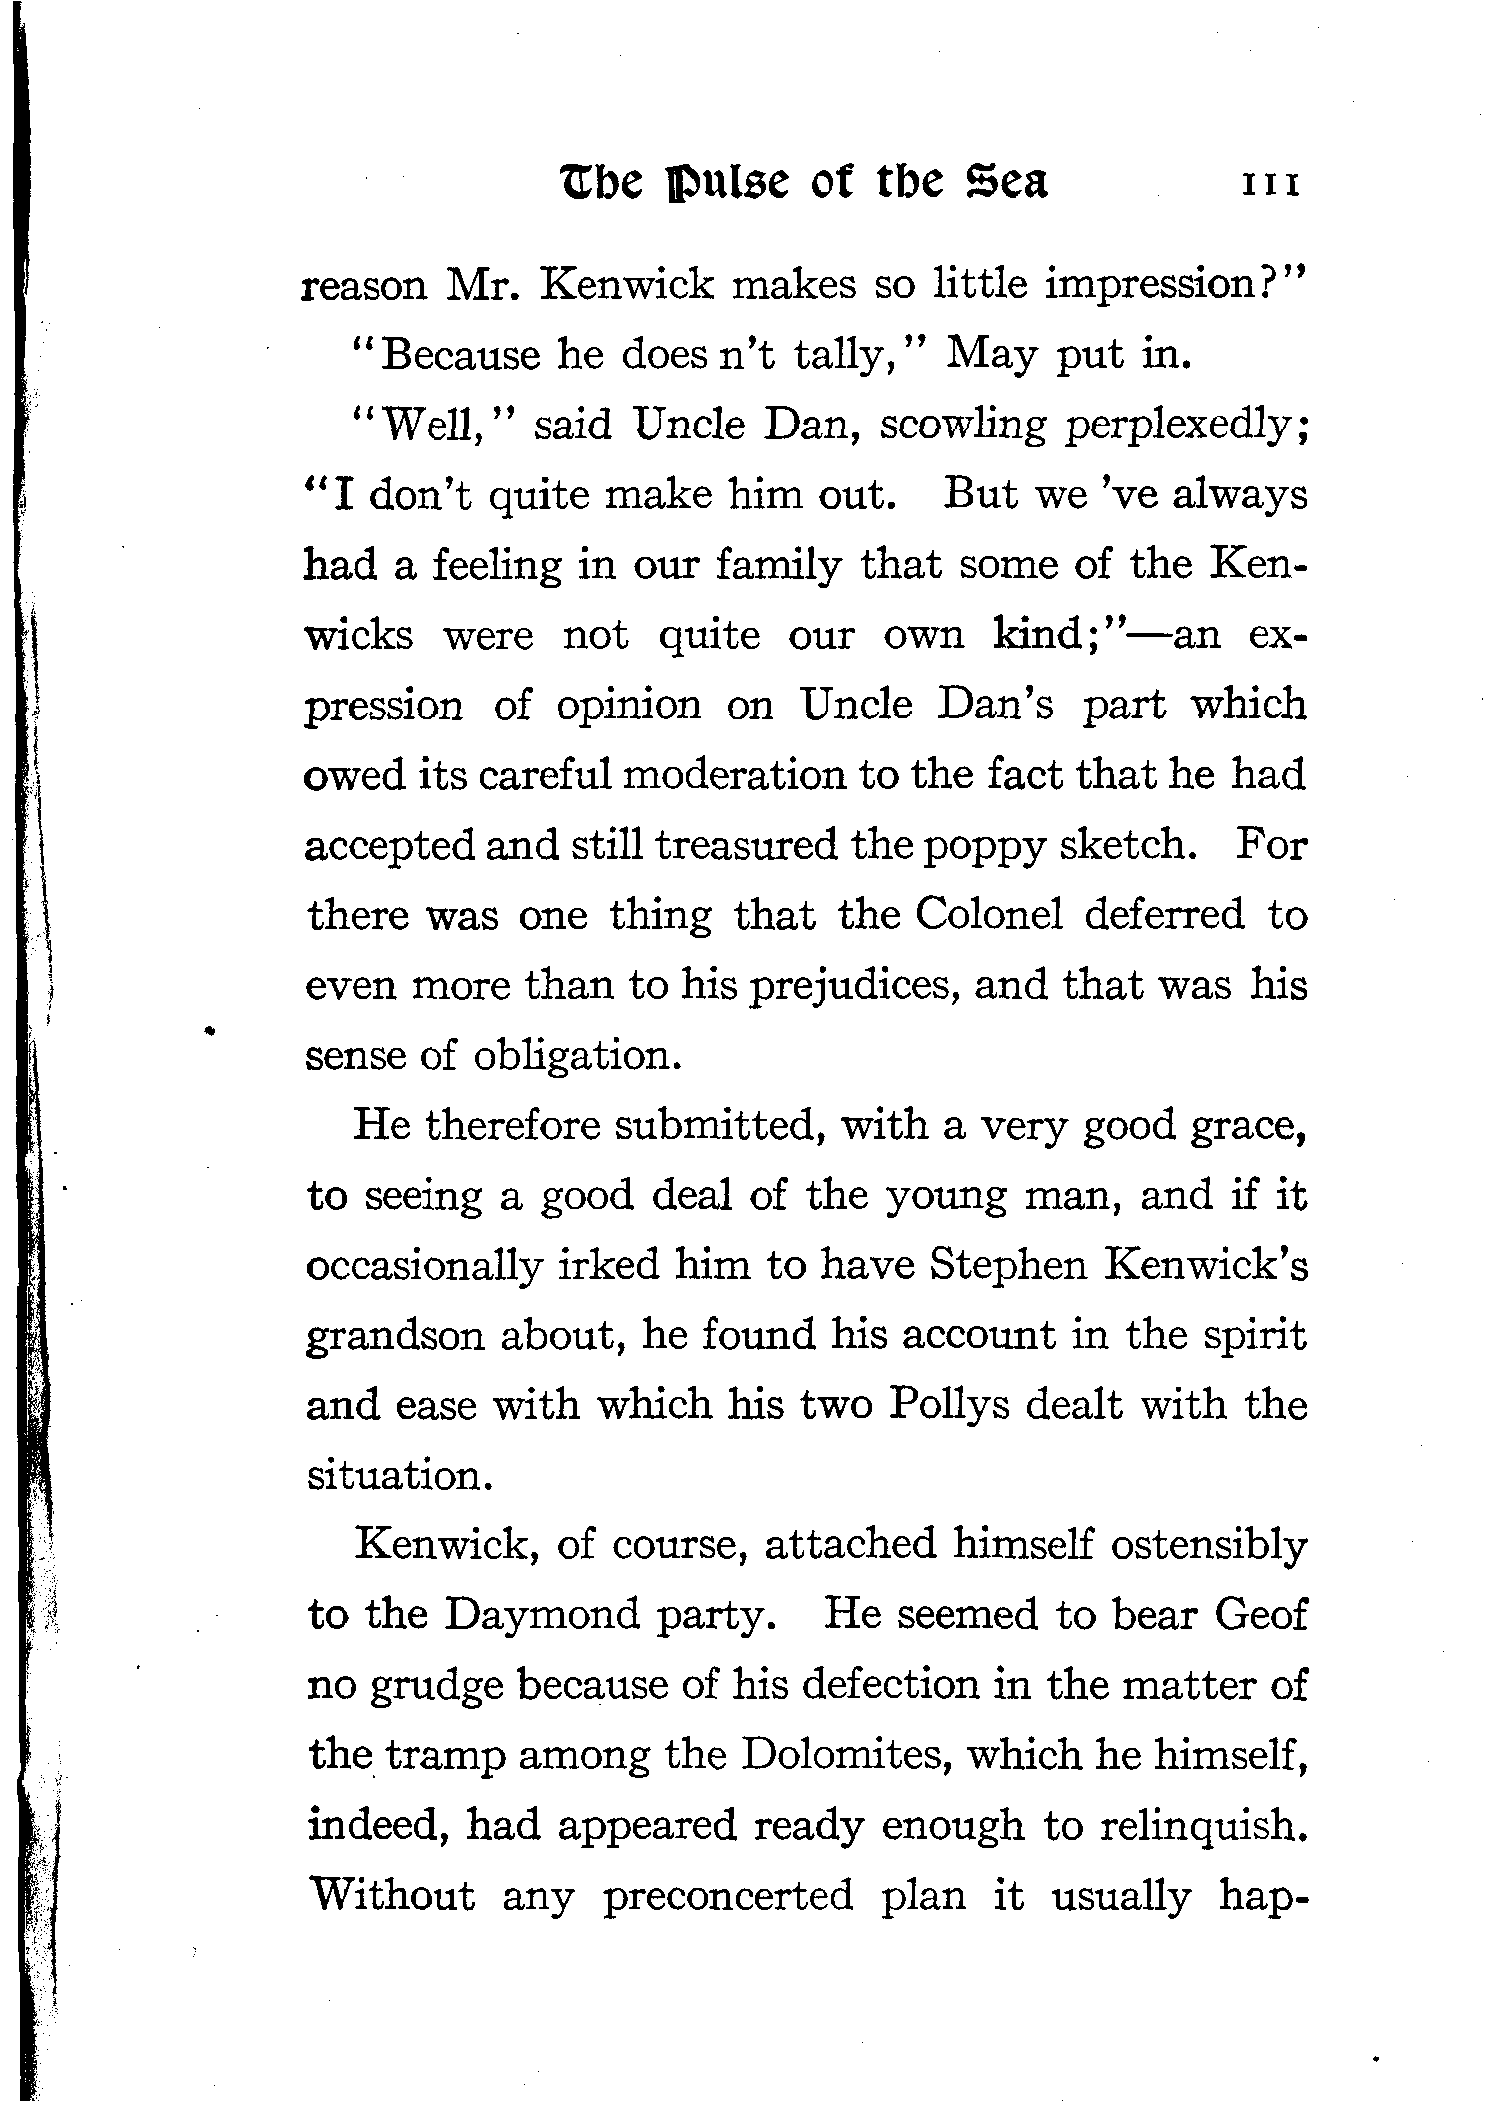 The Pulse of the Sea 111
reason Mr. Kenwick makes so little impression?"
"Because he does n't tally," May put in.
"Well," said Uncle Dan, scowling perplexedly;
"I don't quite make him out. But we 've always
had a feeling in our family that some of the Ken-
wicks were not quite our own kind;"—an ex-
pression of opinion on Uncle Dan's part which
owed its careful moderation to the fact that he had
accepted and still treasured the poppy sketch. For
there was one thing that the Colonel deferred to
even more than to his prejudices, and that was his
sense of obligation.
He therefore submitted, with a very good grace,
to seeing a good deal of the young man, and if it
occasionally irked him to have Stephen Kenwick's
grandson about, he found his account in the spirit
and ease with which his two Pollys dealt with the
situation.
Kenwick, of course, attached himself ostensibly
to the Daymond party. He seemed to bear Geof
no grudge because of his defection in the matter of
the tramp among the Dolomites, which he himself,
indeed, had appeared ready enough to relinquish.
Without any preconcerted plan it usually hap-